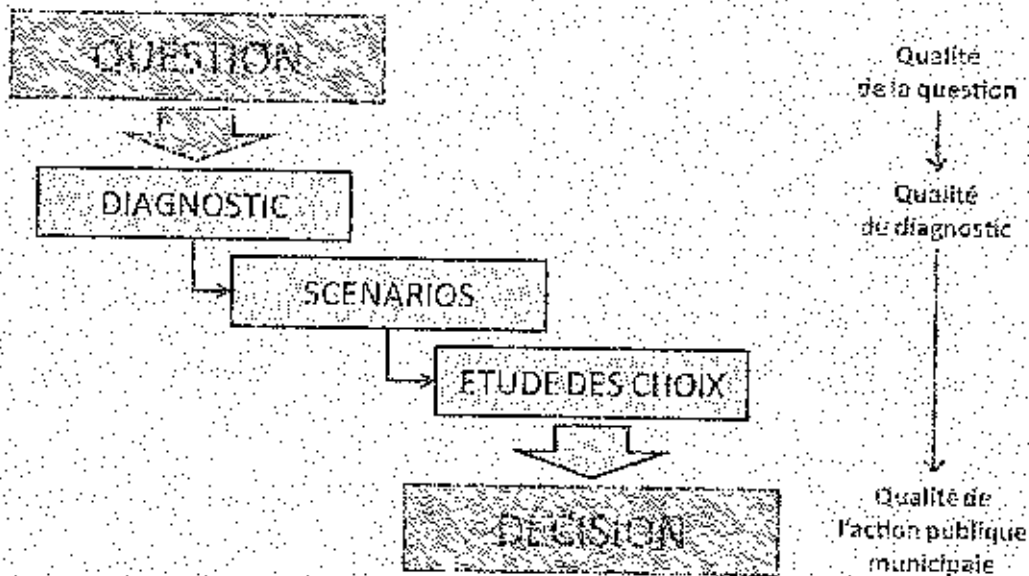 QUESTION
DIAGNOSTIC
SCENARIOS
ETUDE DES CHOIX
DECISION
Qualité
de la question
Qualité
du diagnostic
Qualité de
l'action publique
municipale